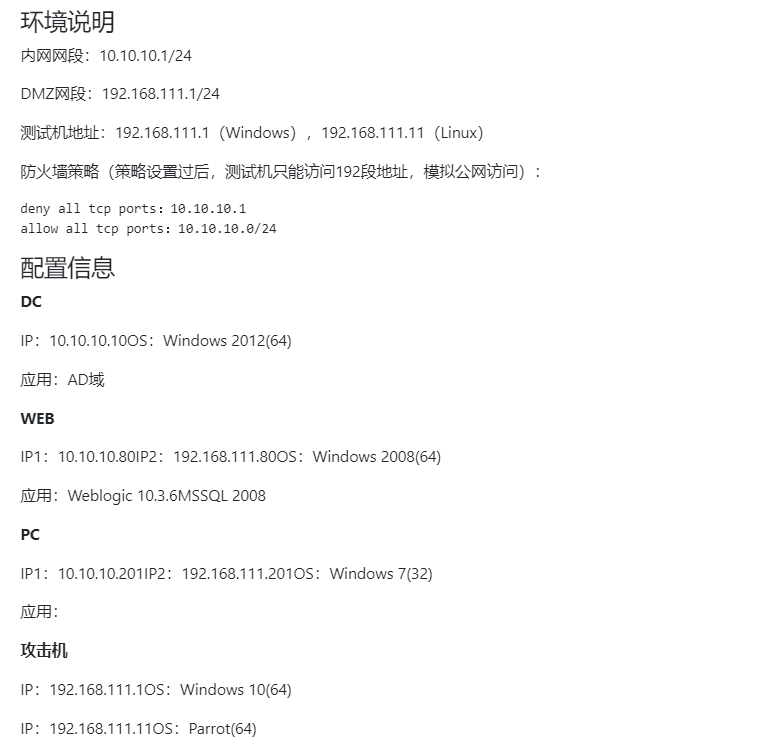 环境说明
内网网段：10.10.10.1/24
DMZ网段：192.168.111.1/24
测试机地址：192.168.111.1（Windows），192.168.111.11（Linux）
防火墙策略（策略设置过后，测试机只能访问192段地址，模拟公网访问）：
deny all tcp ports：10.10.10.1
allow all tcp ports：10.10.10.0/24
配置信息
DC
IP：10.10.10.10OS：Windows 2012(64)
应用：AD域
WEB
IP1：10.10.10.80IP2：192.168.111.80OS：Windows 2008(64)
应用：Weblogic 10.3.6MSSQL 2008
PC
IP1：10.10.10.201IP2：192.168.111.201OS：Windows 7(32)
应用：
攻击机
IP：192.168.111.1OS：Windows 10(64)
IP：192.168.111.11OS：Parrot(64)